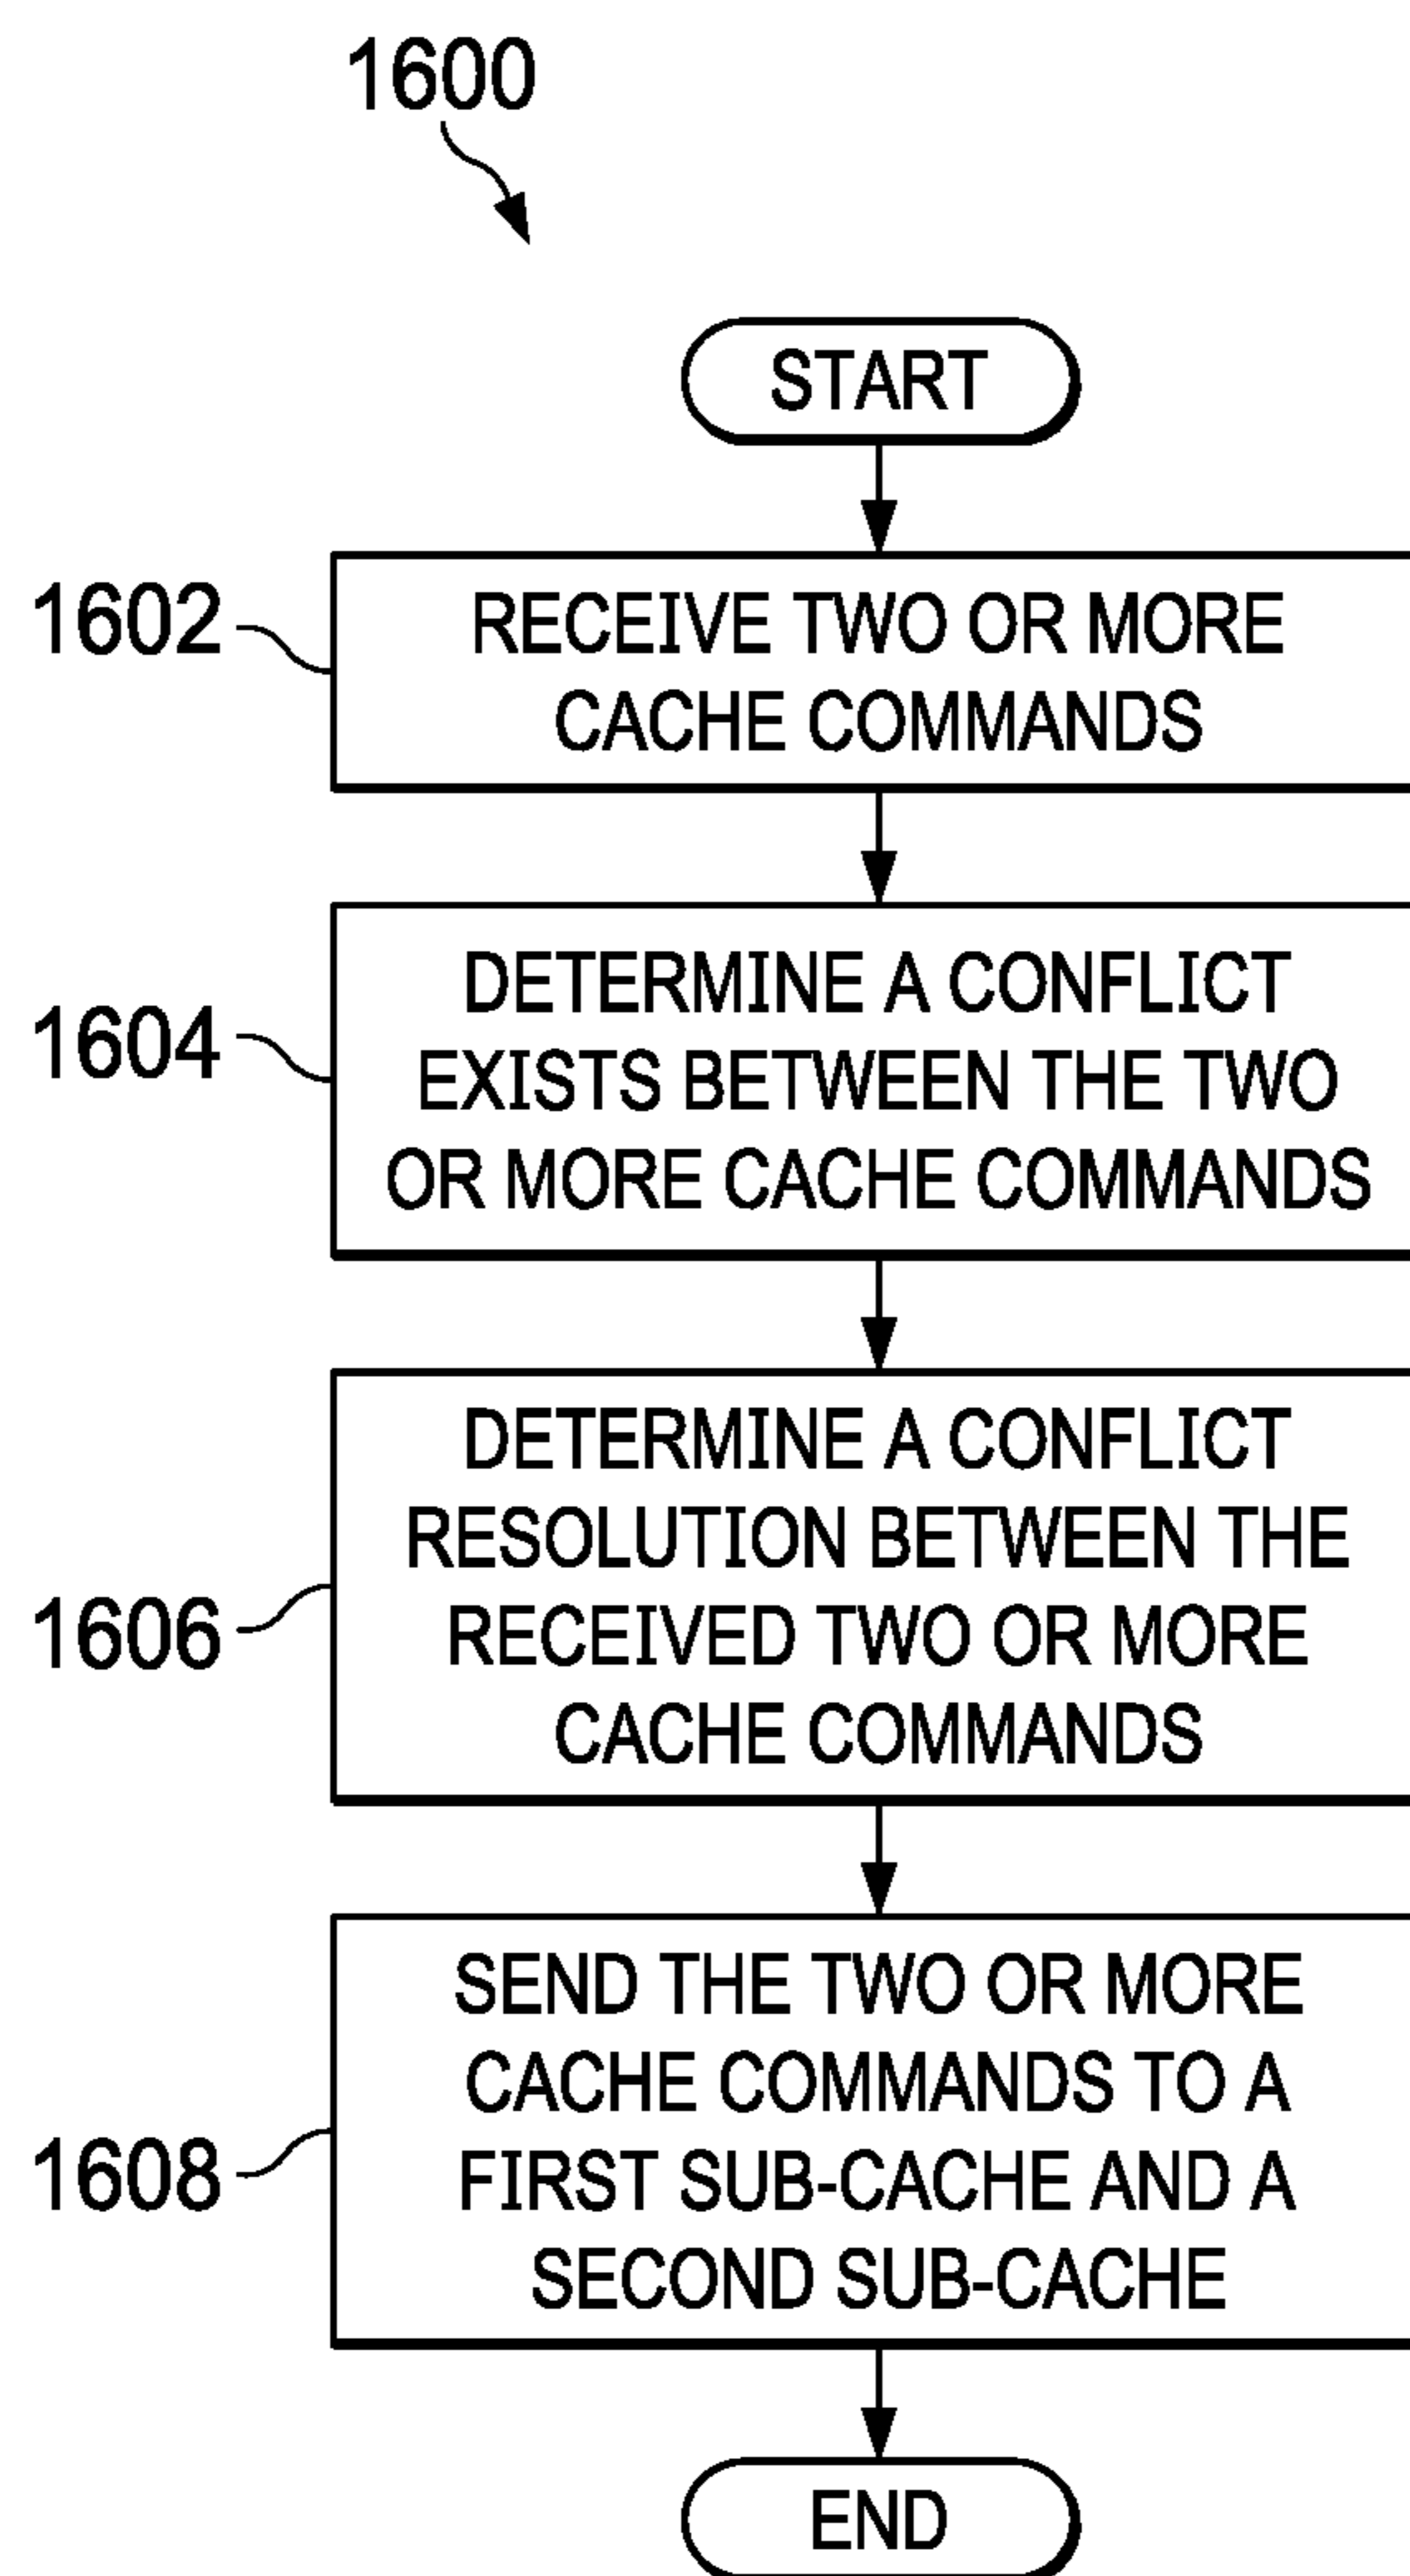 1600
START
1602
RECEIVE TWO OR MORE
CACHE COMMANDS
1604
DETERMINE A CONFLICT
EXISTS BETWEEN THE TWO
OR MORE CACHE COMMANDS
1606
DETERMINE A CONFLICT
RESOLUTION BETWEEN THE
RECEIVED TWO OR MORE
CACHE COMMANDS
1608
SEND THE TWO OR MORE
CACHE COMMANDS TO A
FIRST SUB-CACHE AND A
SECOND SUB-CACHE
END